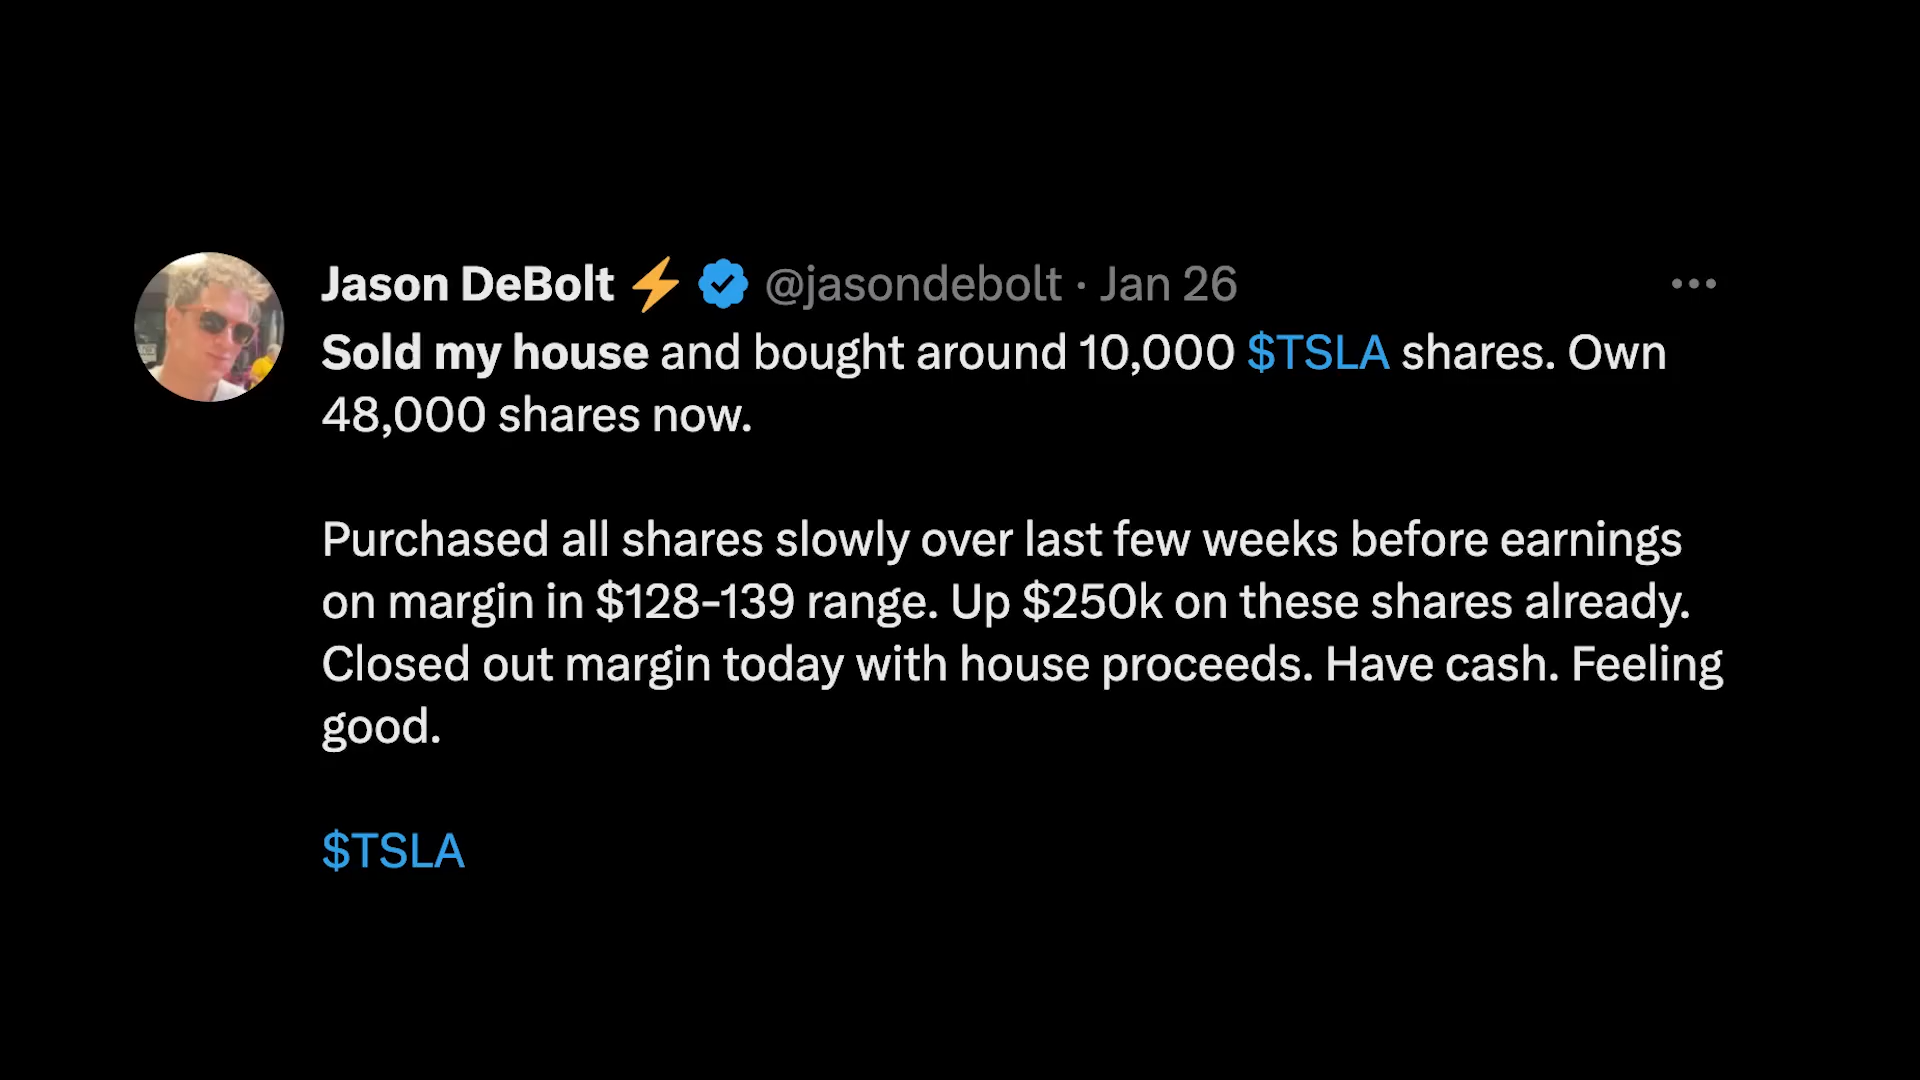 Jason DeBolt ⚡ @jasondebolt · Jan 26
Sold my house and bought around 10,000 $TSLA shares. Own
48,000 shares now.
Purchased all shares slowly over last few weeks before earnings
on margin in $128-139 range. Up $250k on these shares already.
Closed out margin today with house proceeds. Have cash. Feeling
good.
$TSLA